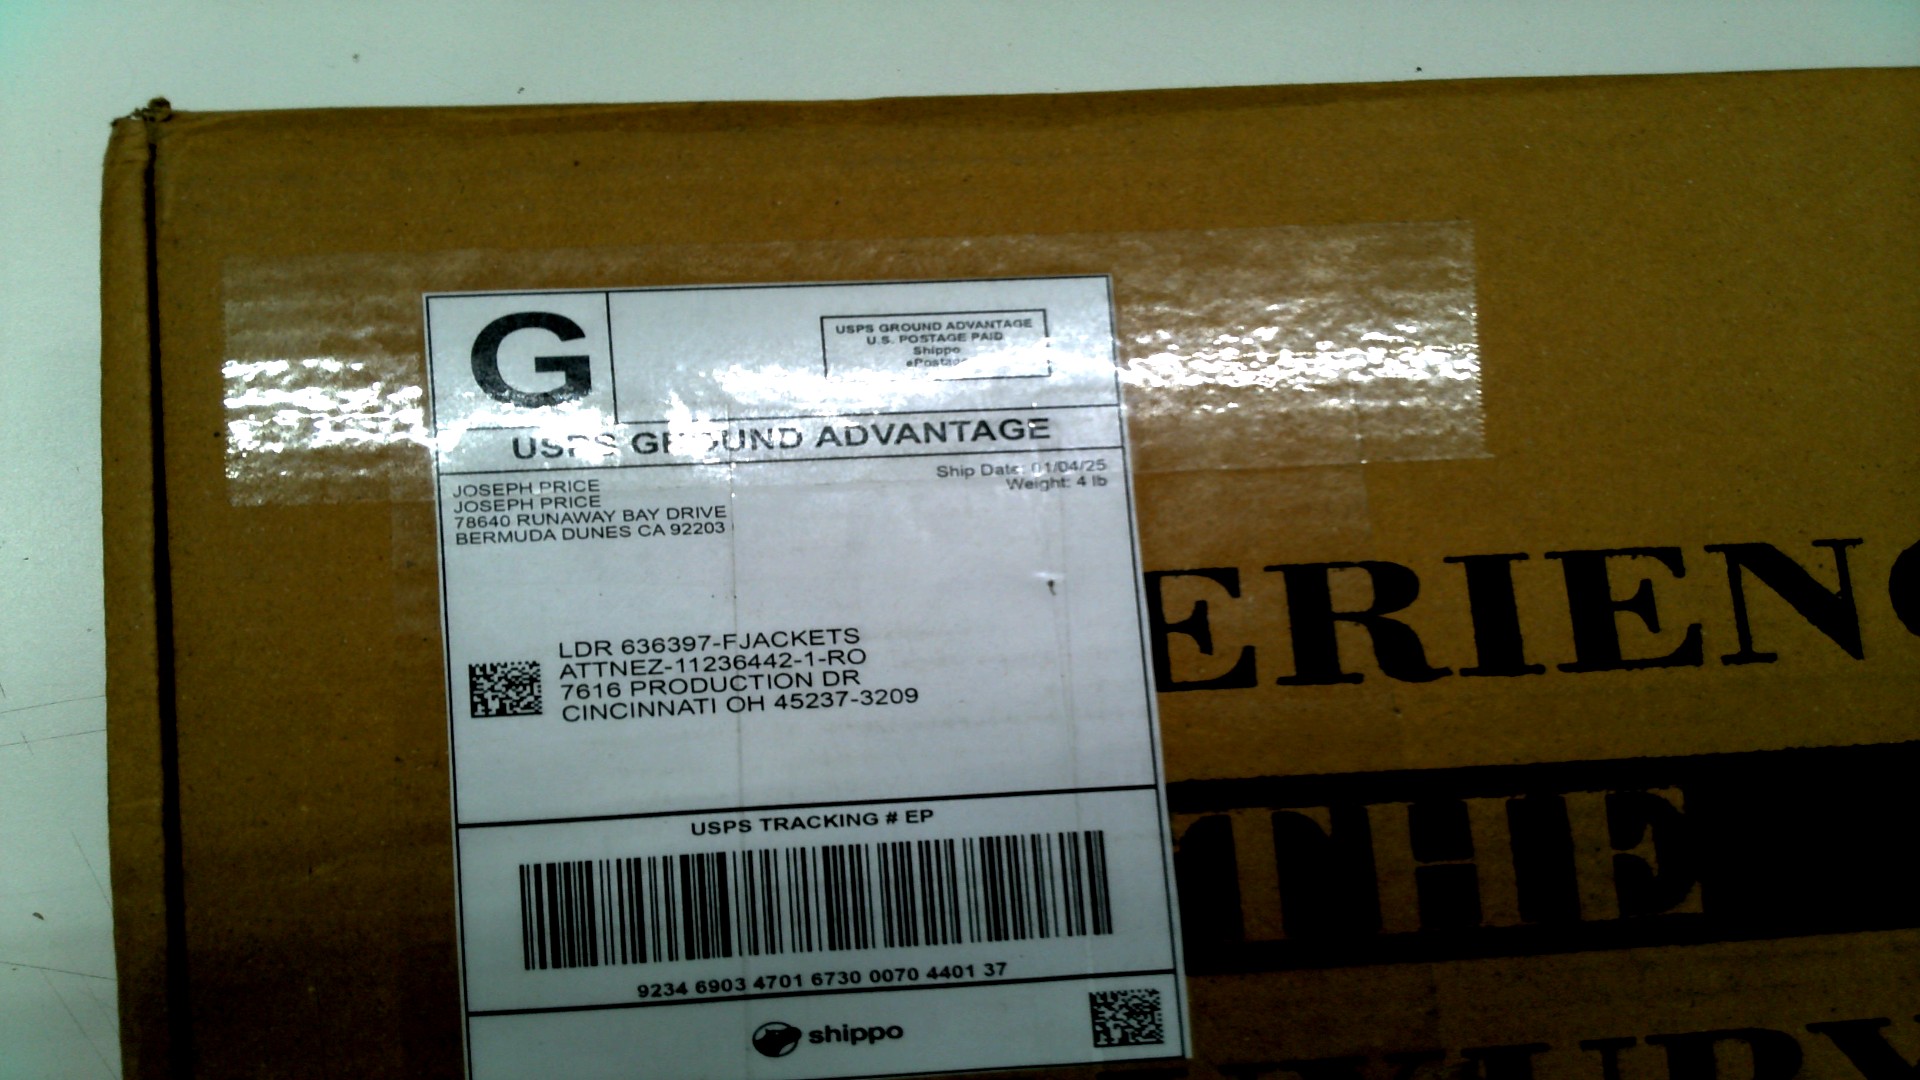 G
USPS GROUND ADVANTAGE
U.S. POSTAGE PAID
Shippo
ePostage
USPS GROUND ADVANTAGE
Ship Date: 01/04/25
Weight: 4 lb
JOSEPH PRICE
JOSEPH PRICE
78640 RUNAWAY BAY DRIVE
BERMUDA DUNES CA 92203
LDR 636397-FJACKETS
ATTNEZ-11236442-1-RO
7616 PRODUCTION DR
CINCINNATI OH 45237-3209
USPS TRACKING # EP
9234 6903 4701 6730 0070 4401 37
shippo
ERIENC
THE